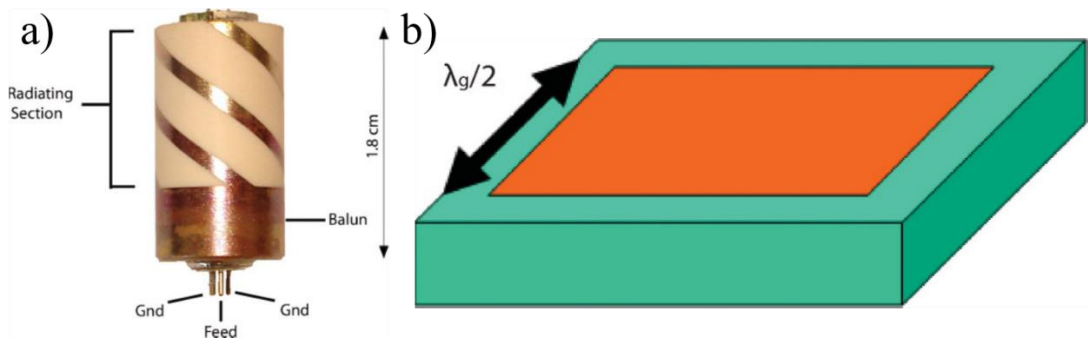 a)
Radiating
Section
1.8 cm
Balun
Gnd
Gnd
Feed
b)
λg/2